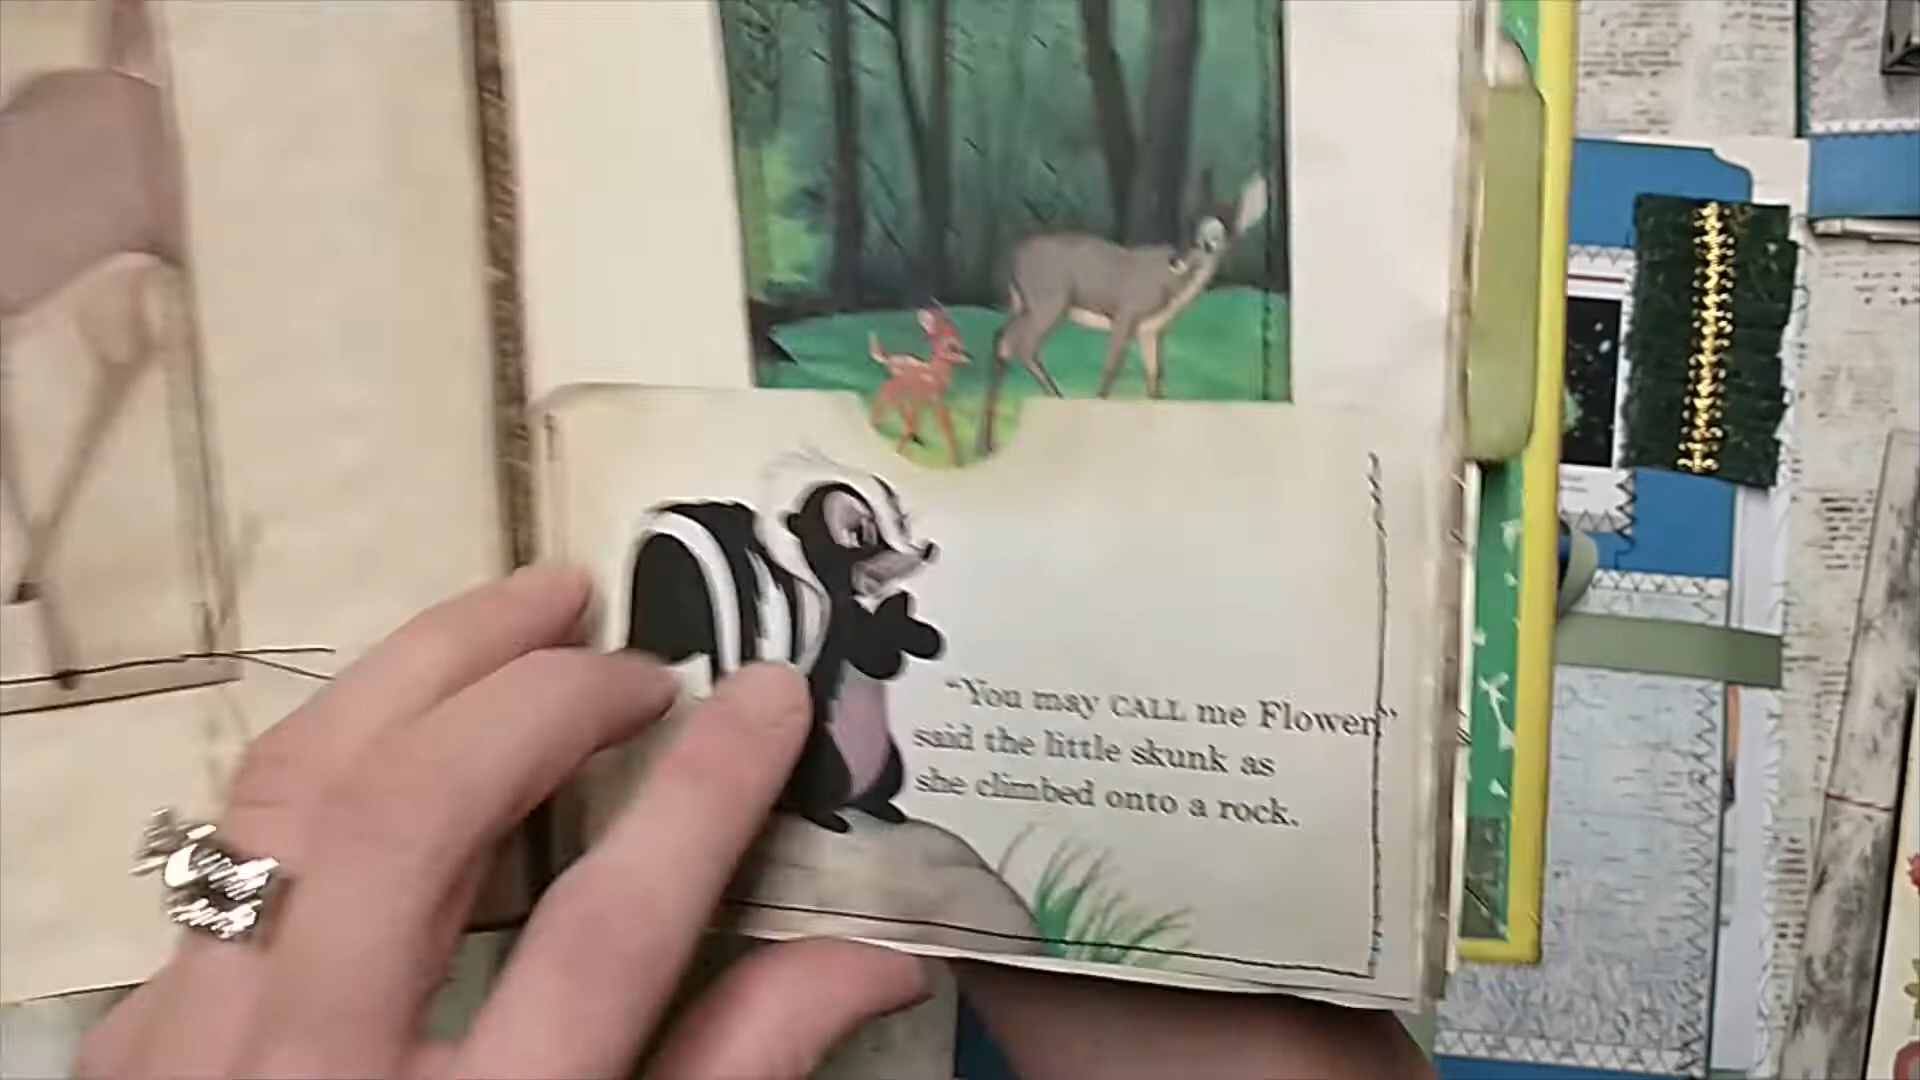 “You may CALL me Flower,”
said the little skunk as
she climbed onto a rock.